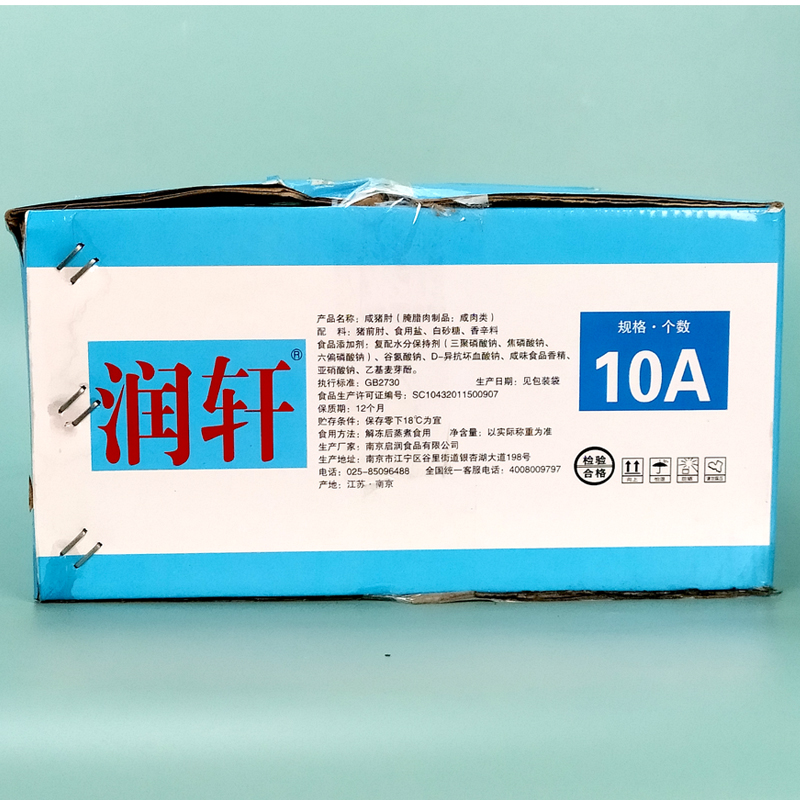 润轩®
产品名称：咸猪肘（腌腊肉制品：咸肉类）
配 料：猪前肘、食用盐、白砂糖、香辛料
食品添加剂：复配水分保持剂（三聚磷酸钠、焦磷酸钠、
六偏磷酸钠）、谷氨酸钠、D-异抗坏血酸钠、咸味食品香精、
亚硝酸钠、乙基麦芽酚。
执行标准：GB2730 生产日期：见包装袋
食品生产许可证编号：SC10432011500907
保质期：12个月
贮存条件：保存零下18℃为宜
食用方法：解冻后蒸煮食用 净含量：以实际称重为准
生产厂家：南京启润食品有限公司
生产地址：南京市江宁区谷里街道银杏湖大道198号
电话：025-85096488 全国统一客服电话：4008009797
产地：江苏·南京
规格·个数
10A
检验
合格
向上
怕湿